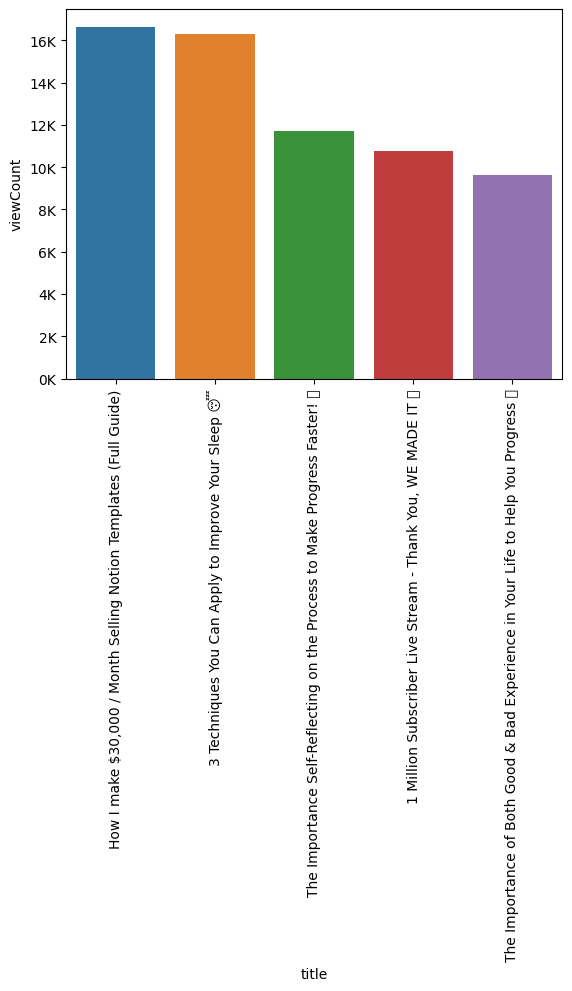 16K
14K
12K
10K
8K
6K
4K
2K
0K
viewCount
How I make $30,000 / Month Selling Notion Templates (Full Guide)
3 Techniques You Can Apply to Improve Your Sleep 😴
The Importance Self-Reflecting on the Process to Make Progress Faster! ▯
1 Million Subscriber Live Stream - Thank You, WE MADE IT ▯
The Importance of Both Good & Bad Experience in Your Life to Help You Progress ▯
title